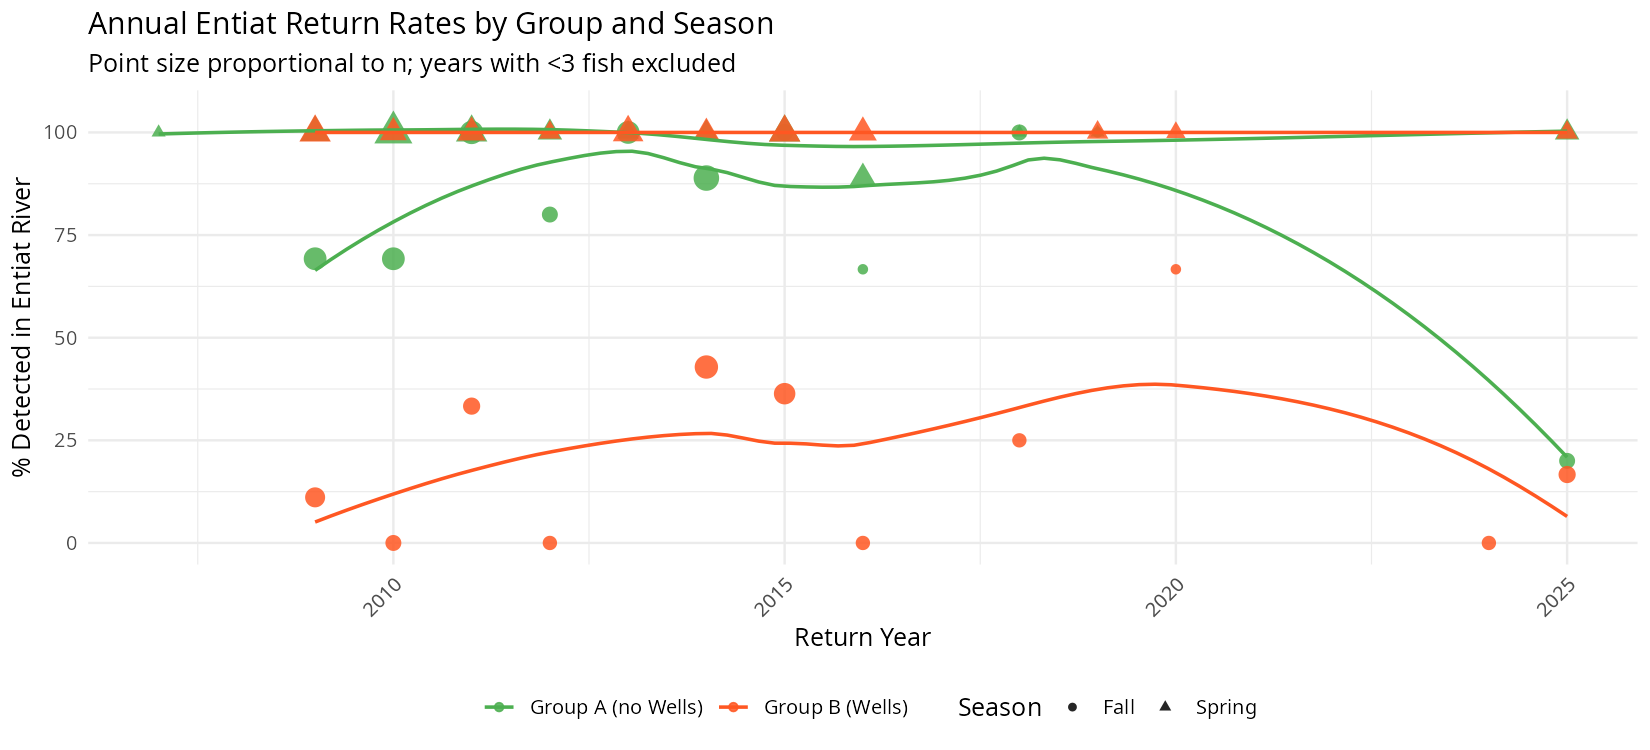 Annual Entiat Return Rates by Group and Season
Point size proportional to n; years with <3 fish excluded
% Detected in Entiat River
100
75
50
25
0
2010
2015
2020
2025
Return Year
Group A (no Wells)
Group B (Wells)
Season
Fall
Spring